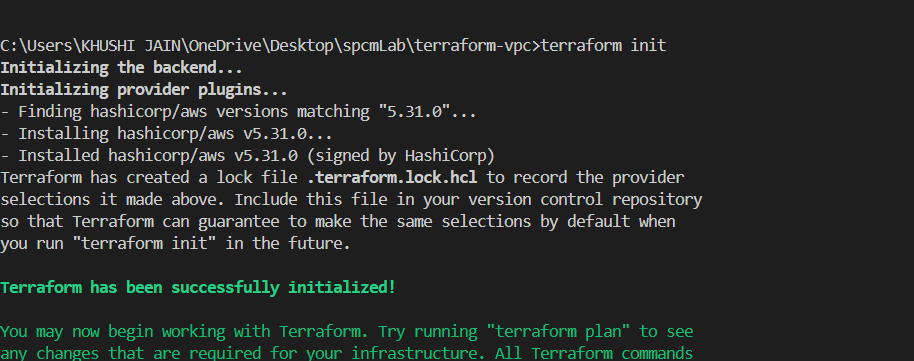 C:\Users\KHUSHI JAIN\OneDrive\Desktop\spcmLab\terraform-vpc>terraform init
Initializing the backend...
Initializing provider plugins...
- Finding hashicorp/aws versions matching "5.31.0"...
- Installing hashicorp/aws v5.31.0...
- Installed hashicorp/aws v5.31.0 (signed by HashiCorp)
Terraform has created a lock file .terraform.lock.hcl to record the provider
selections it made above. Include this file in your version control repository
so that Terraform can guarantee to make the same selections by default when
you run "terraform init" in the future.
Terraform has been successfully initialized!
You may now begin working with Terraform. Try running "terraform plan" to see
any changes that are required for your infrastructure. All Terraform commands